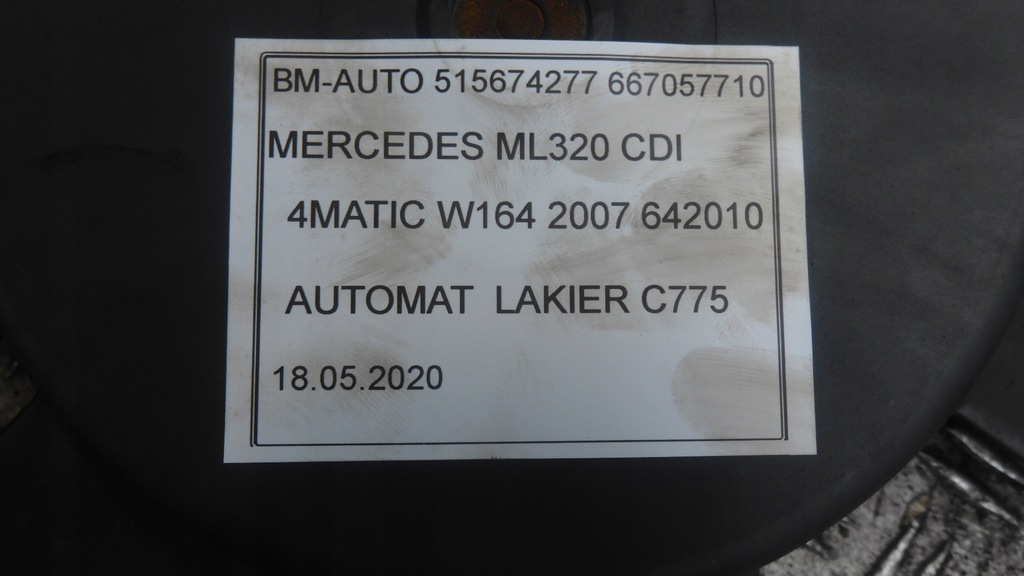 BM-AUTO 515674277 667057710
MERCEDES ML320 CDI
4MATIC W164 2007 642010
AUTOMAT LAKIER C775
18.05.2020